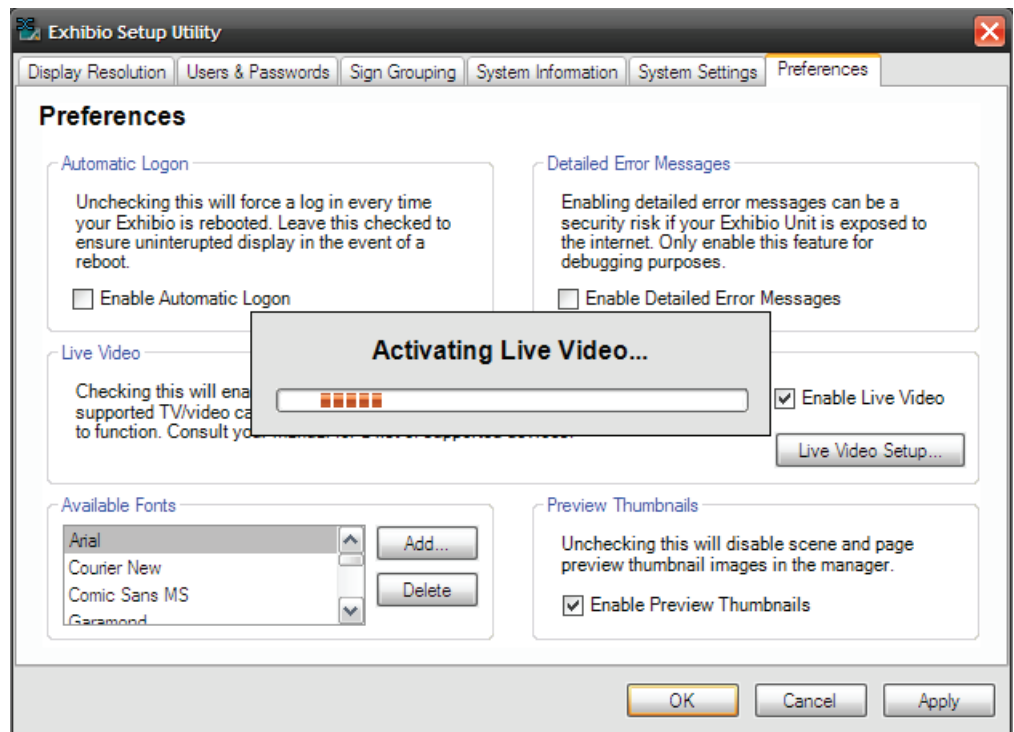 Exhibio Setup Utility
Display Resolution Users & Passwords Sign Grouping System Information System Settings Preferences
Preferences
Automatic Logon
Unchecking this will force a log in every time
your Exhibio is rebooted. Leave this checked to
ensure uninterupted display in the event of a
reboot.
Enable Automatic Logon
Detailed Error Messages
Enabling detailed error messages can be a
security risk if your Exhibio Unit is exposed to
the internet. Only enable this feature for
debugging purposes.
Enable Detailed Error Messages
Activating Live Video...
Live Video
Checking this will ena
supported TV/video ca
to function. Consult
Enable Live Video
Live Video Setup...
Available Fonts
Arial
Courier New
Comic Sans MS
Garamond
Add...
Delete
Preview Thumbnails
Unchecking this will disable scene and page
preview thumbnail images in the manager.
Enable Preview Thumbnails
OK Cancel Apply